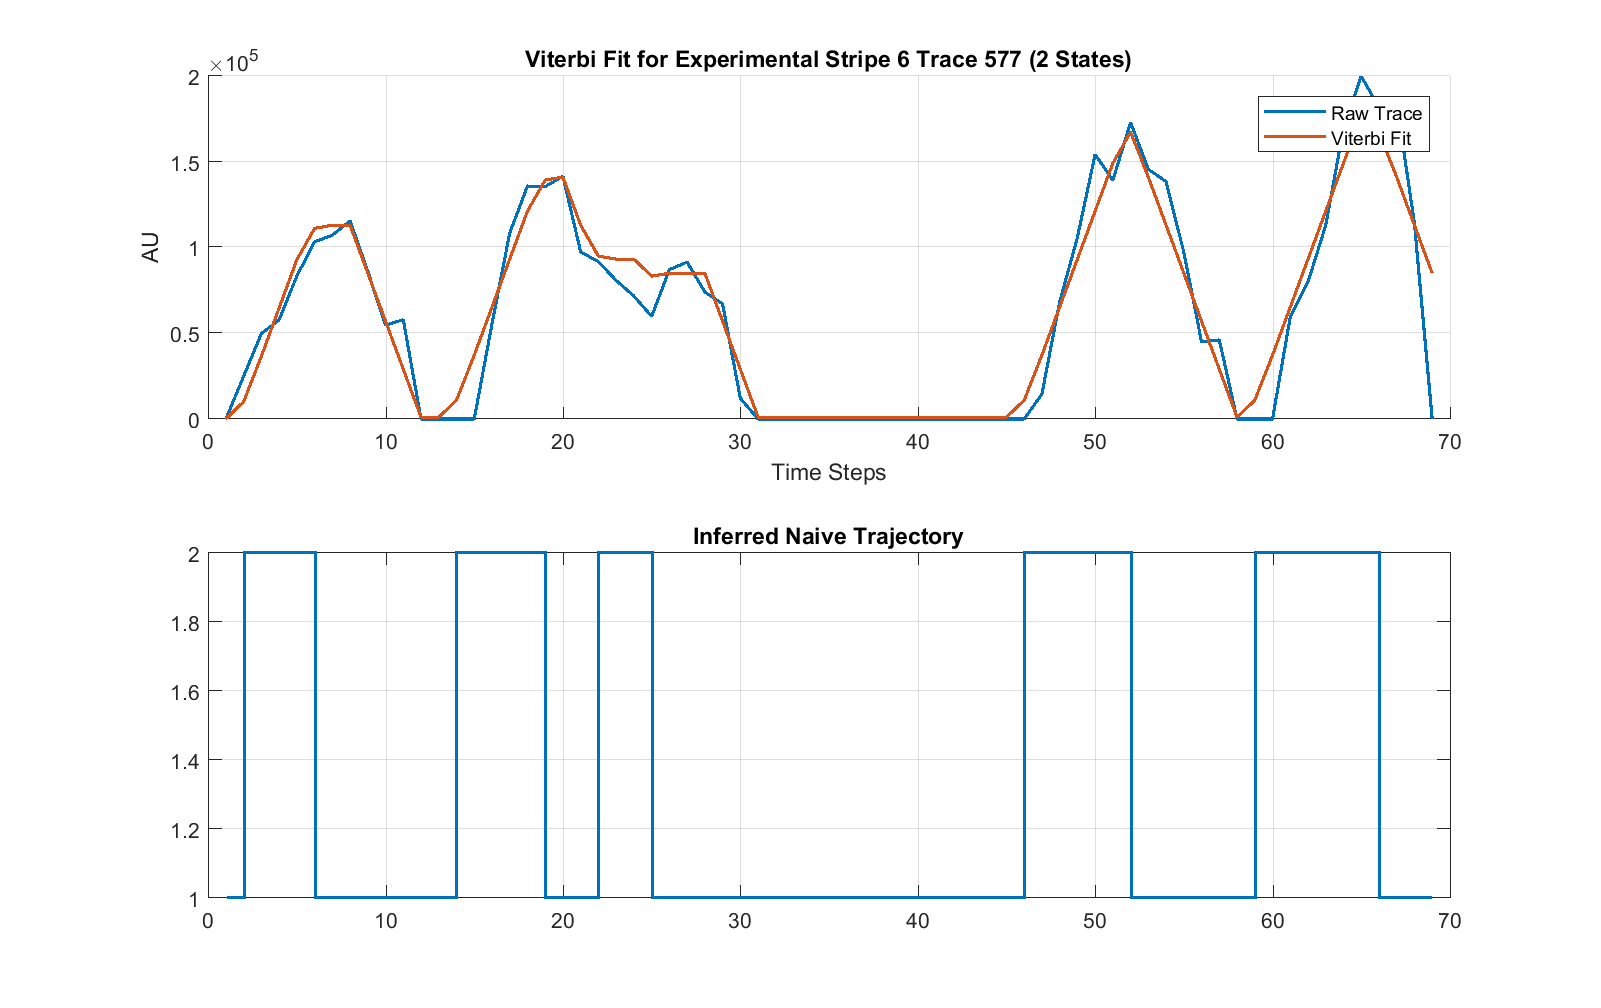 Viterbi Fit for Experimental Stripe 6 Trace 577 (2 States)
×10⁵
2
1.5
1
0.5
0
AU
Raw Trace
Viterbi Fit
0 10 20 30 40 50 60 70
Time Steps
Inferred Naive Trajectory
2
1.8
1.6
1.4
1.2
1
0 10 20 30 40 50 60 70